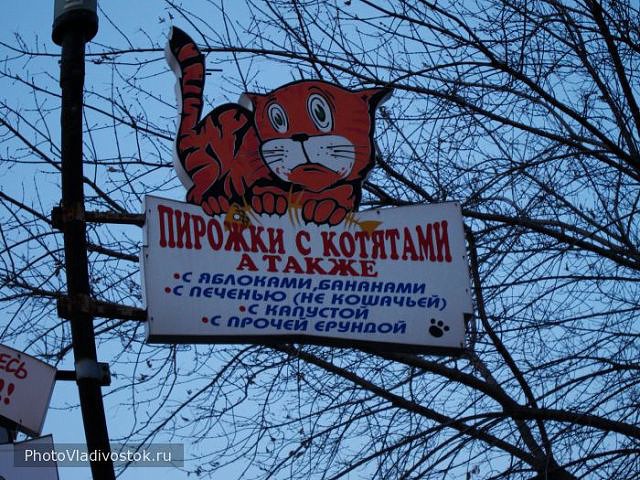 ПИРОЖКИ С КОТЯТАМИ
А ТАКЖЕ
•С ЯБЛОКАМИ,БАНАНАМИ
•С ПЕЧЕНЬЮ (НЕ КОШАЧЬЕЙ)
•С КАПУСТОЙ
•С ПРОЧЕЙ ЕРУНДОЙ
!!
PhotoVladivostok.ru